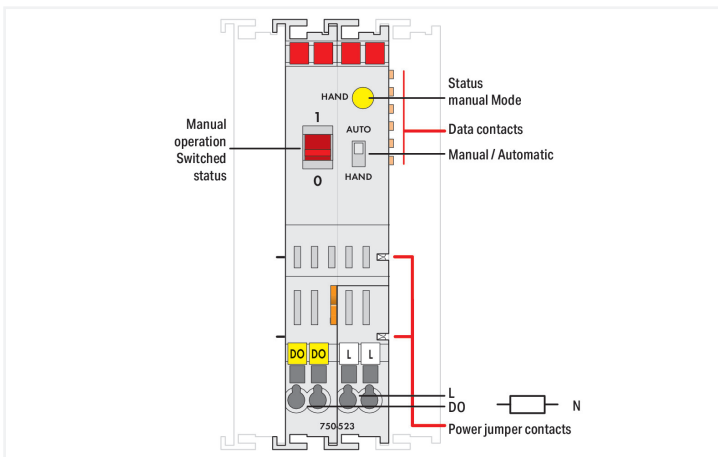 HAND
Status
manual Mode
1
AUTO
Manual
operation
Switched
status
Data contacts
Manual / Automatic
0
HAND
DO DO L L
L
DO
N
750-523
Power jumper contacts